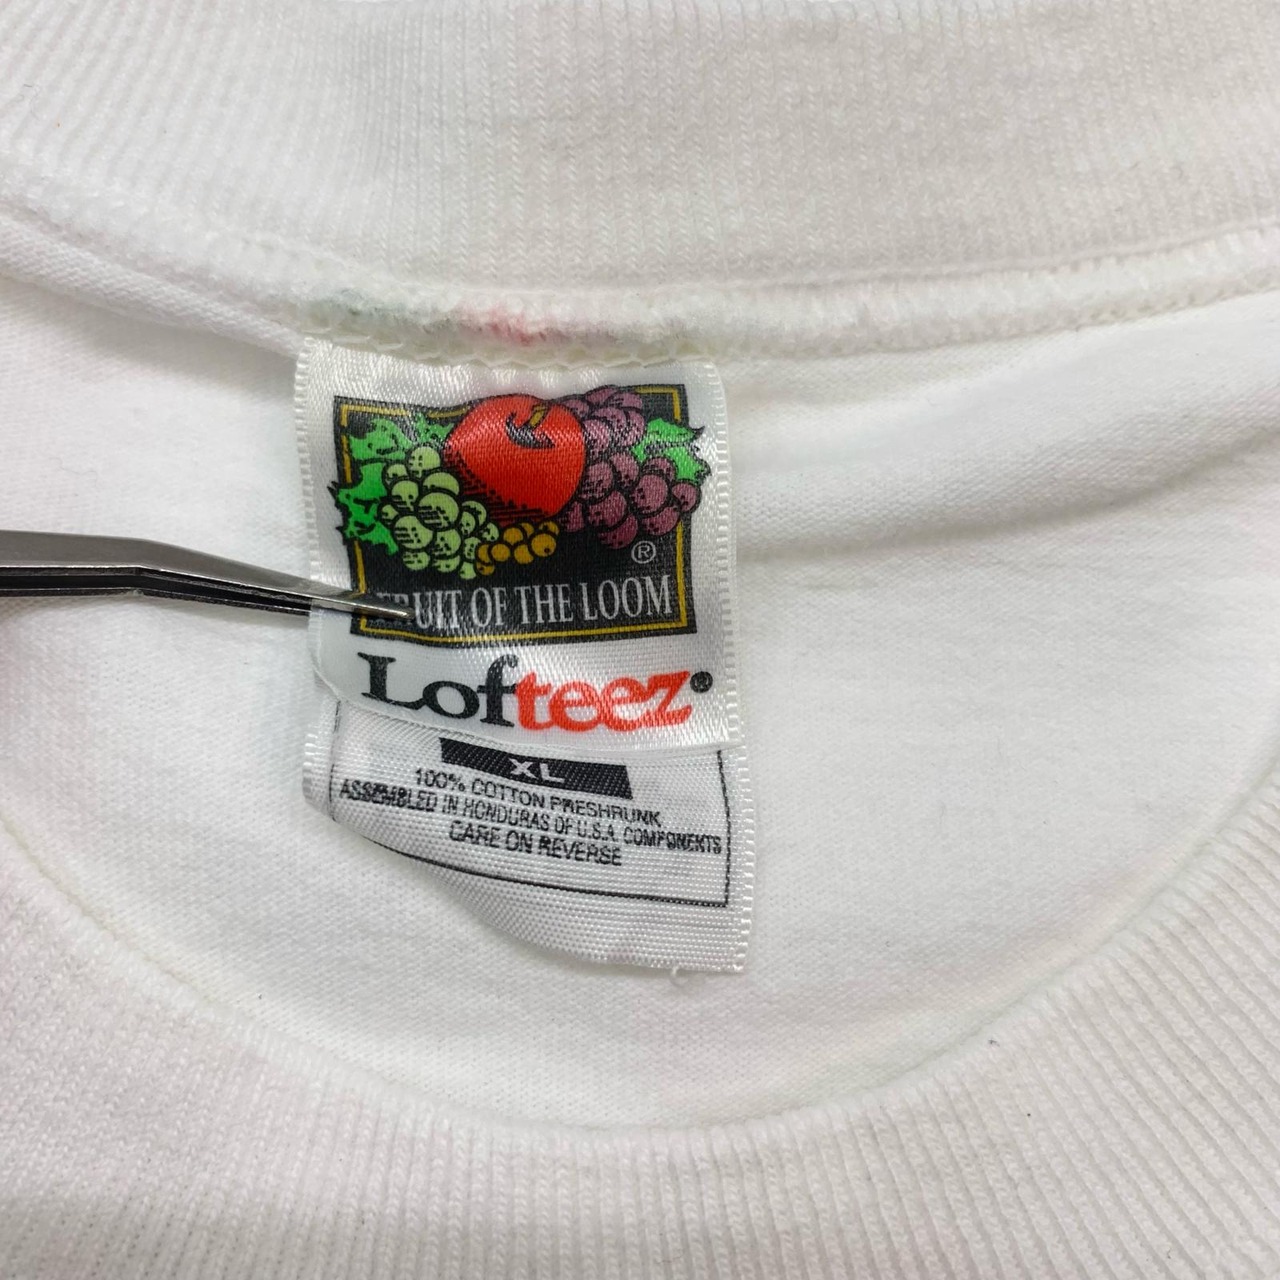 ®
FRUIT OF THE LOOM
Lofteez
XL
100% COTTON PRESHRUNK
ASSEMBLED IN HONDURAS OF U.S.A. COMPONENTS
CARE ON REVERSE